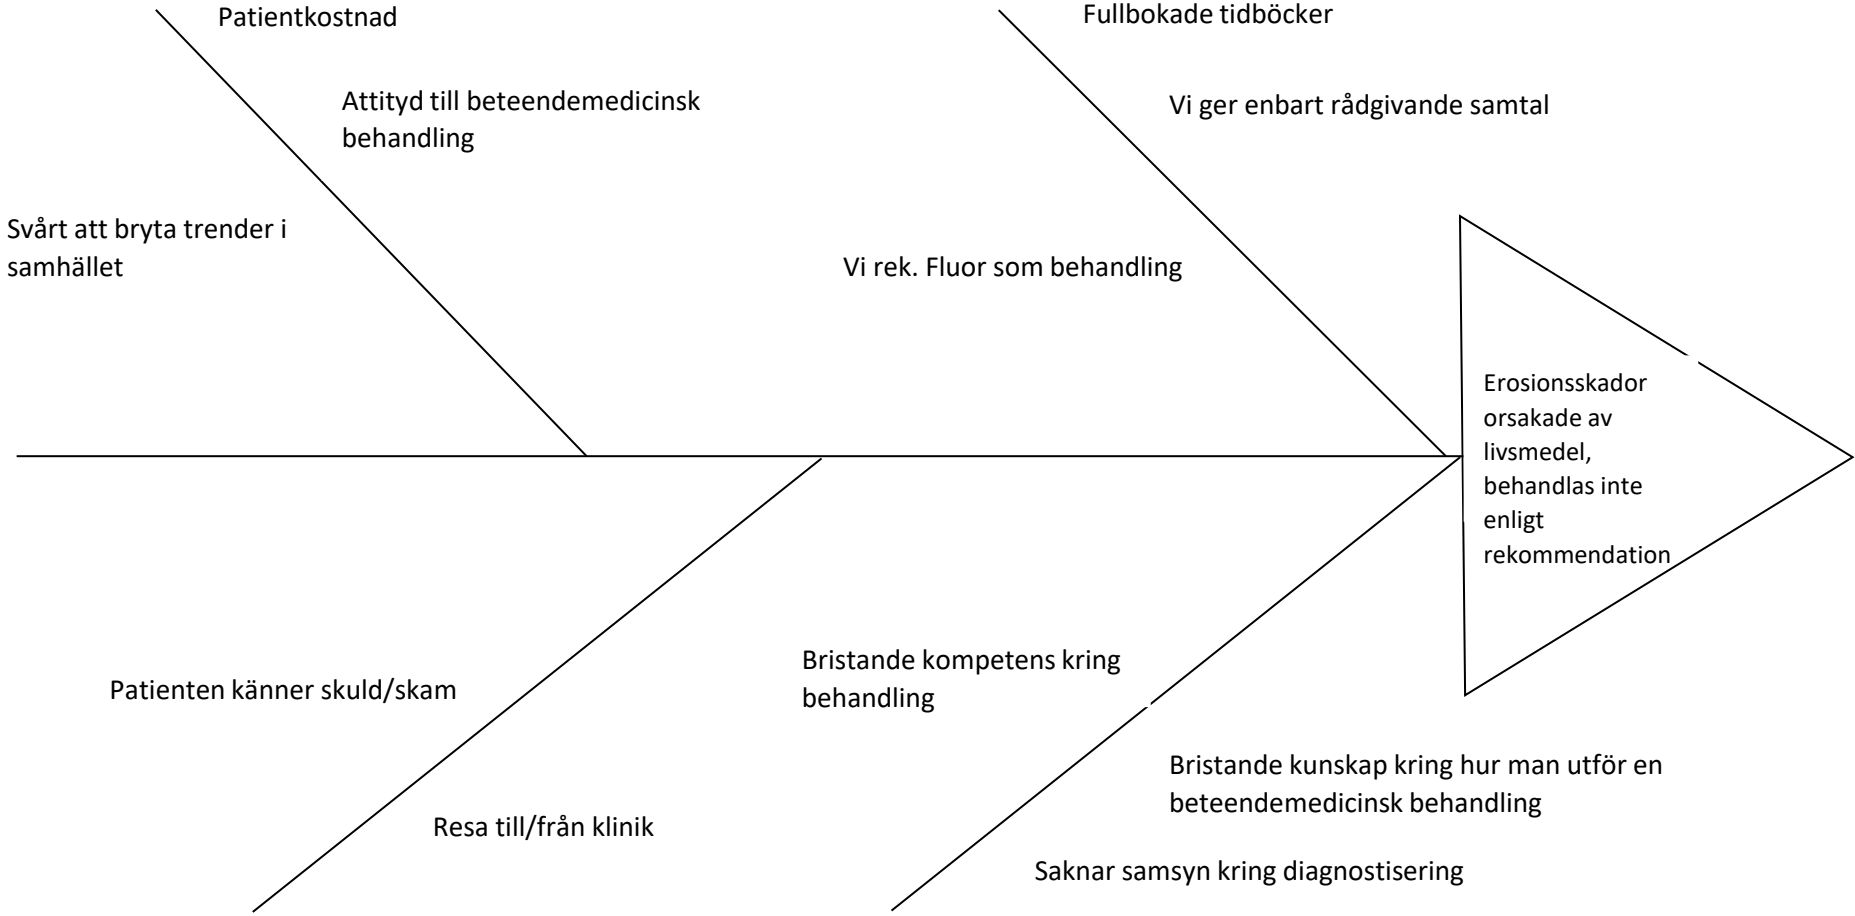 Patientkostnad
Fullbokade tidböcker
Attityd till beteendemedicinsk
behandling
Vi ger enbart rådgivande samtal
Svårt att bryta trender i
samhället
Vi rek. Fluor som behandling
Erosionsskador
orsakade av
livsmedel,
behandlas inte
enligt
rekommendation
Patienten känner skuld/skam
Bristande kompetens kring
behandling
Resa till/från klinik
Bristande kunskap kring hur man utför en
beteendemedicinsk behandling
Saknar samsyn kring diagnostisering